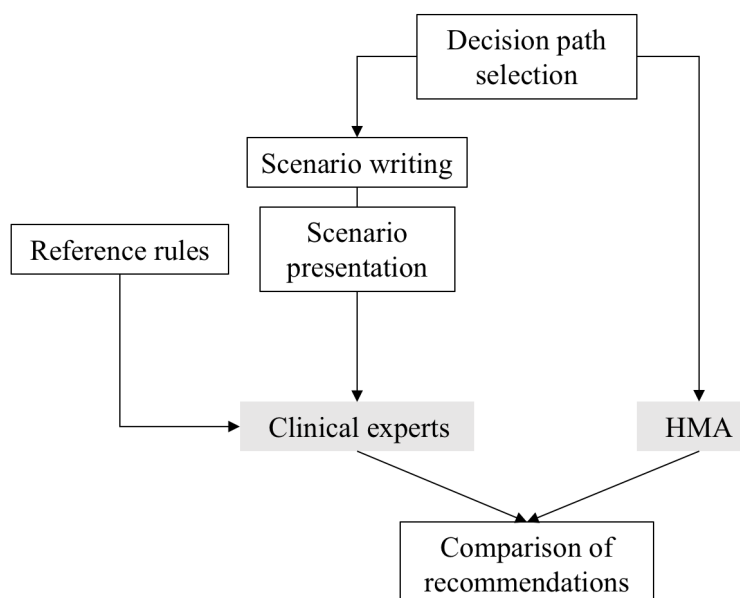 Decision path
selection
Scenario writing
Reference rules
Scenario
presentation
Clinical experts
HMA
Comparison of
recommendations